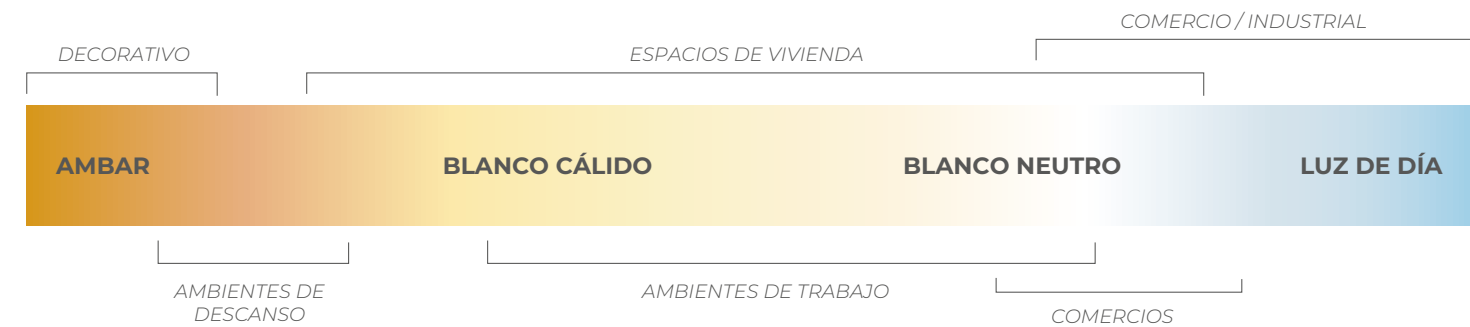 COMERCIO / INDUSTRIAL
DECORATIVO
ESPACIOS DE VIVIENDA
AMBAR
BLANCO CÁLIDO
BLANCO NEUTRO
LUZ DE DÍA
AMBIENTES DE
DESCANSO
AMBIENTES DE TRABAJO
COMERCIOS